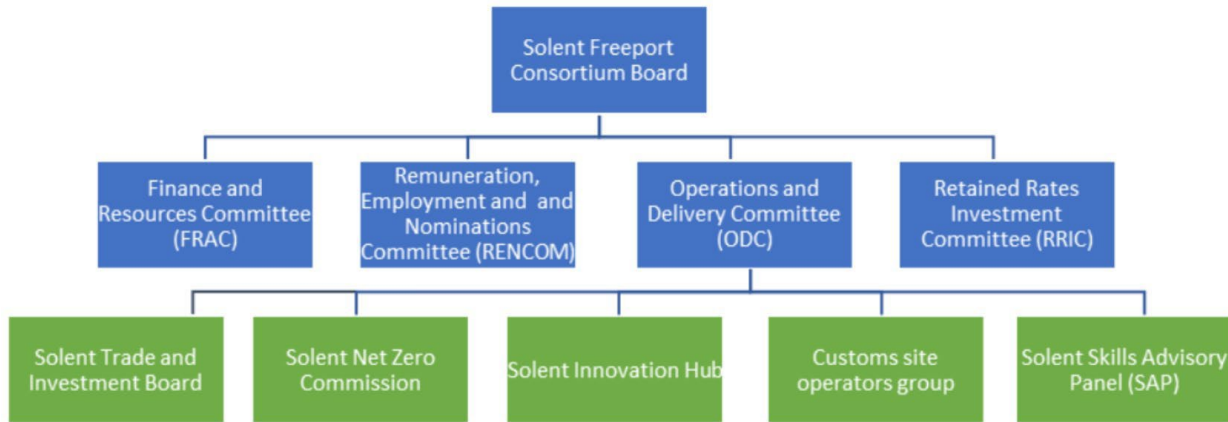 Solent Freeport
Consortium Board
Finance and
Resources Committee
(FRAC)
Remuneration,
Employment and and
Nominations
Committee (RENCOM)
Operations and
Delivery Committee
(ODC)
Retained Rates
Investment
Committee (RRIC)
Solent Trade and
Investment Board
Solent Net Zero
Commission
Solent Innovation Hub
Customs site
operators group
Solent Skills Advisory
Panel (SAP)